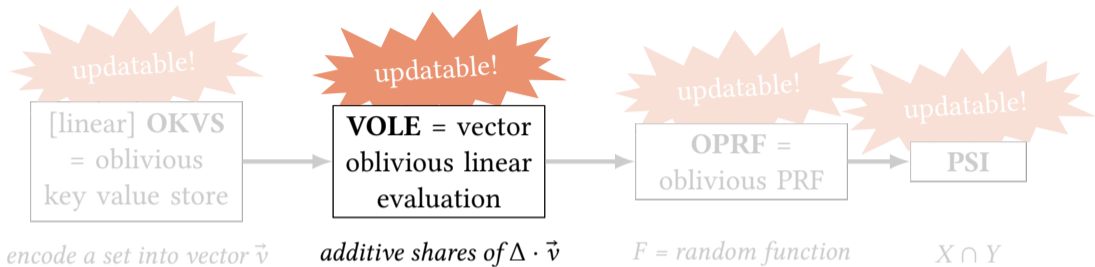 updatable!
updatable!
updatable!
updatable!
[linear] OKVS
= oblivious
key value store
VOLE = vector
oblivious linear
evaluation
OPRF =
oblivious PRF
PSI
encode a set into vector v⃗
additive shares of Δ · v⃗
F = random function
X ∩ Y